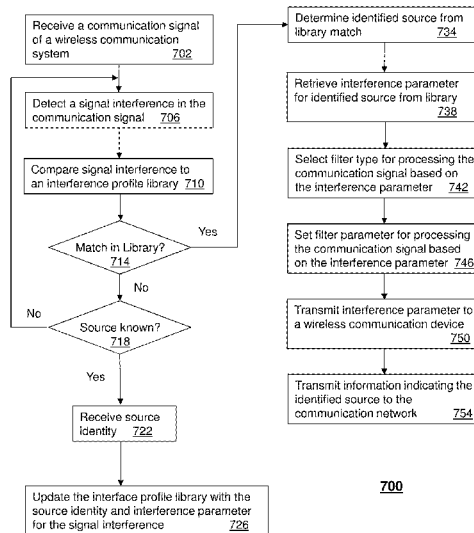 Receive a communication signal
of a wireless communication
system 702
Detect a signal interference in the
communication signal 706
Compare signal interference to
an interference profile library 710
Match in Library?
714
Yes
No
Source known?
718
No
Yes
Receive source
identity 722
Update the interface profile library with the
source identity and interference parameter
for the signal interference 726
Determine identified source from
library match 734
Retrieve interference parameter
for identified source from library
738
Select filter type for processing the
communication signal based on
the interference parameter 742
Set filter parameter for processing
the communication signal based
on the interference parameter 746
Transmit interference parameter to
a wireless communication device
750
Transmit information indicating the
identified source to the
communication network 754
700